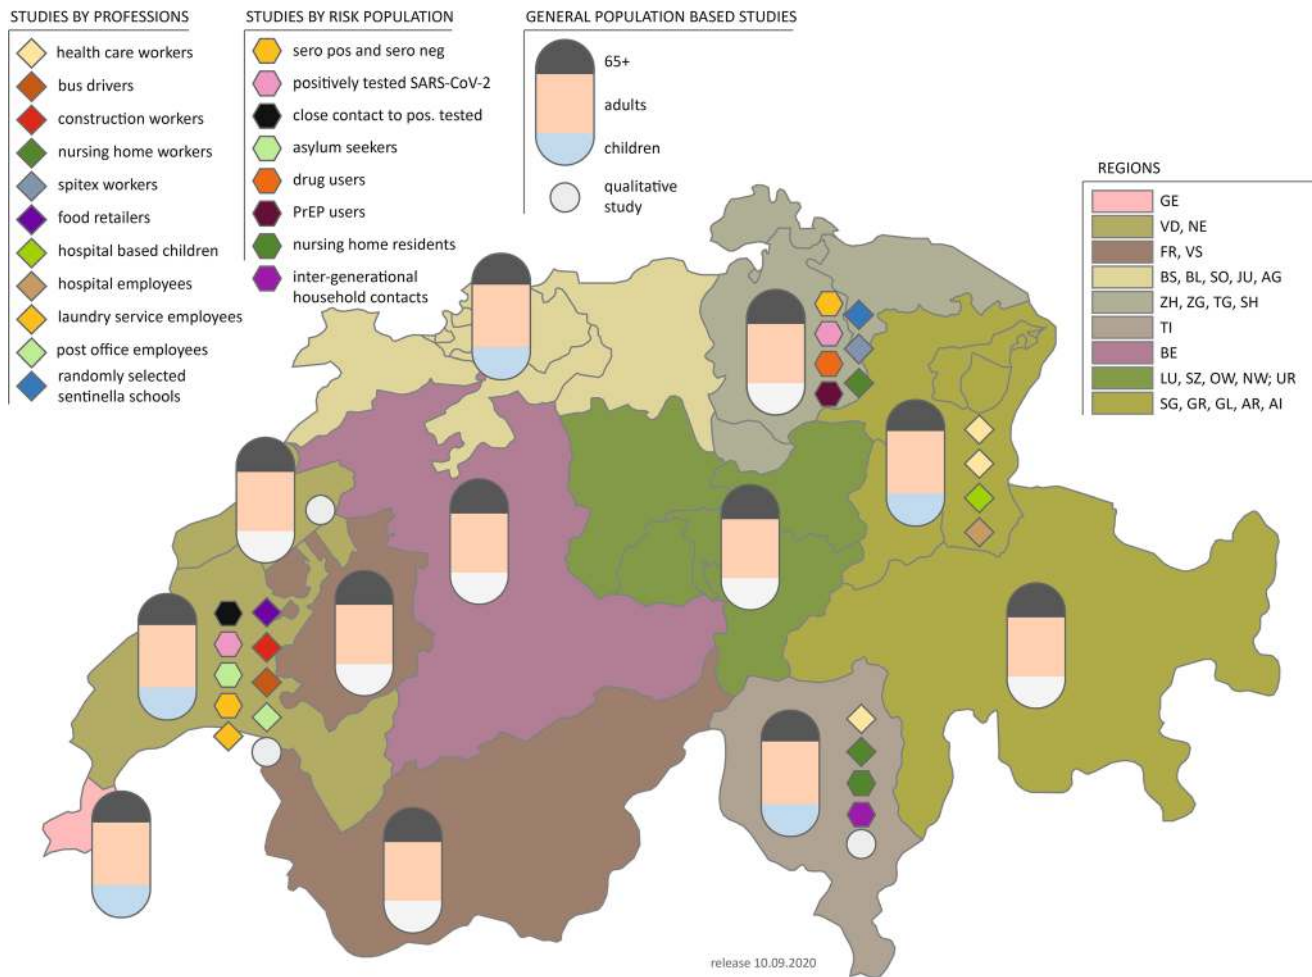 STUDIES BY PROFESSIONS
health care workers
bus drivers
construction workers
nursing home workers
spitex workers
food retailers
hospital based children
hospital employees
laundry service employees
post office employees
randomly selected
sentinella schools
STUDIES BY RISK POPULATION
sero pos and sero neg
positively tested SARS-CoV-2
close contact to pos. tested
asylum seekers
drug users
PrEP users
nursing home residents
inter-generational
household contacts
GENERAL POPULATION BASED STUDIES
65+
adults
children
qualitative
study
REGIONS
GE
VD, NE
FR, VS
BS, BL, SO, JU, AG
ZH, ZG, TG, SH
TI
BE
LU, SZ, OW, NW; UR
SG, GR, GL, AR, AI
release 10.09.2020